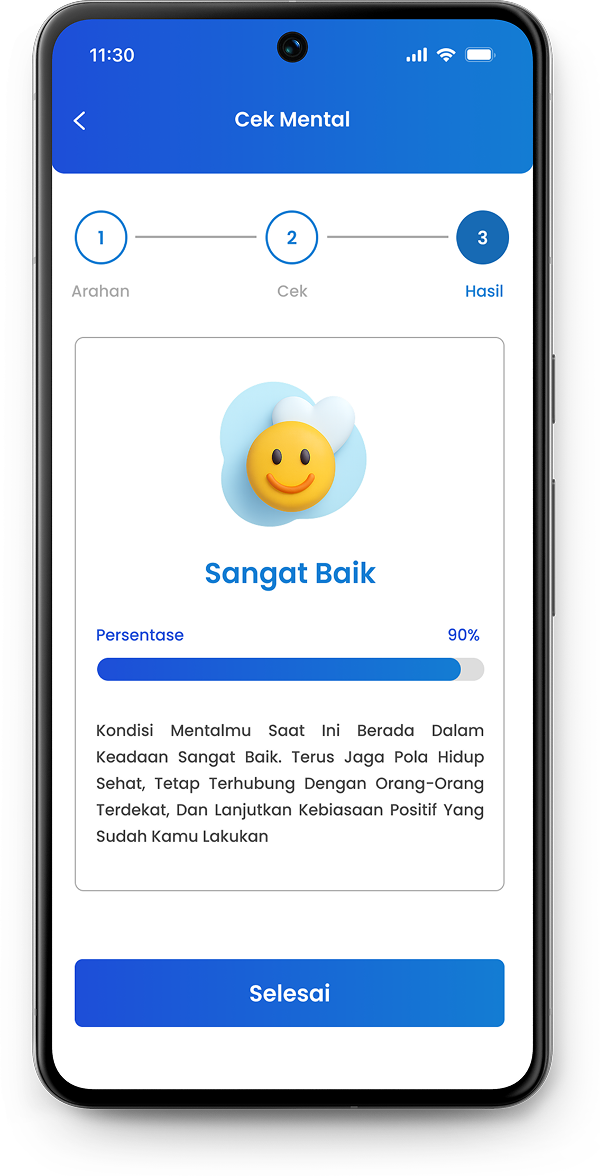 11:30
Cek Mental
1
2
3
Arahan
Cek
Hasil
Sangat Baik
Persentase
90%
Kondisi Mentalmu Saat Ini Berada Dalam
Keadaan Sangat Baik. Terus Jaga Pola Hidup
Sehat, Tetap Terhubung Dengan Orang-Orang
Terdekat, Dan Lanjutkan Kebiasaan Positif Yang
Sudah Kamu Lakukan
Selesai